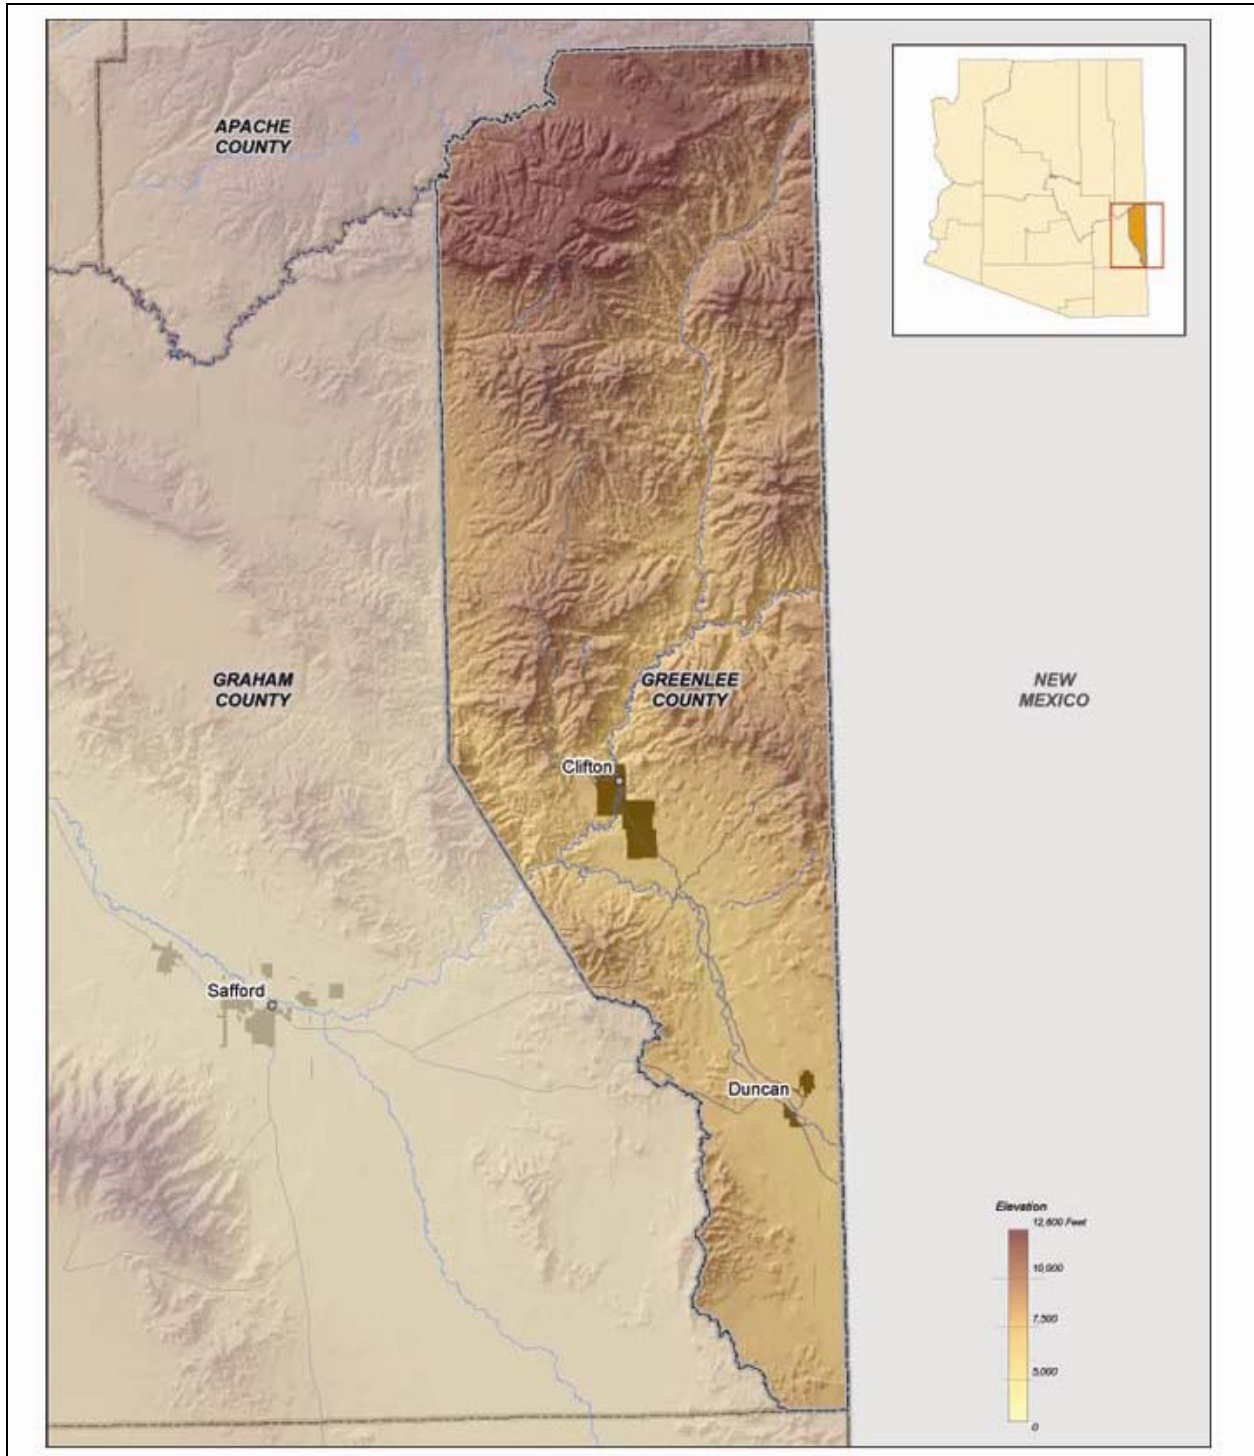 APACHE
COUNTY
GRAHAM
COUNTY
GREENLEE
COUNTY
NEW
MEXICO
Clifton
Safford
Duncan
Elevation
12,600 Feet
10,000
7,500
5,000
0